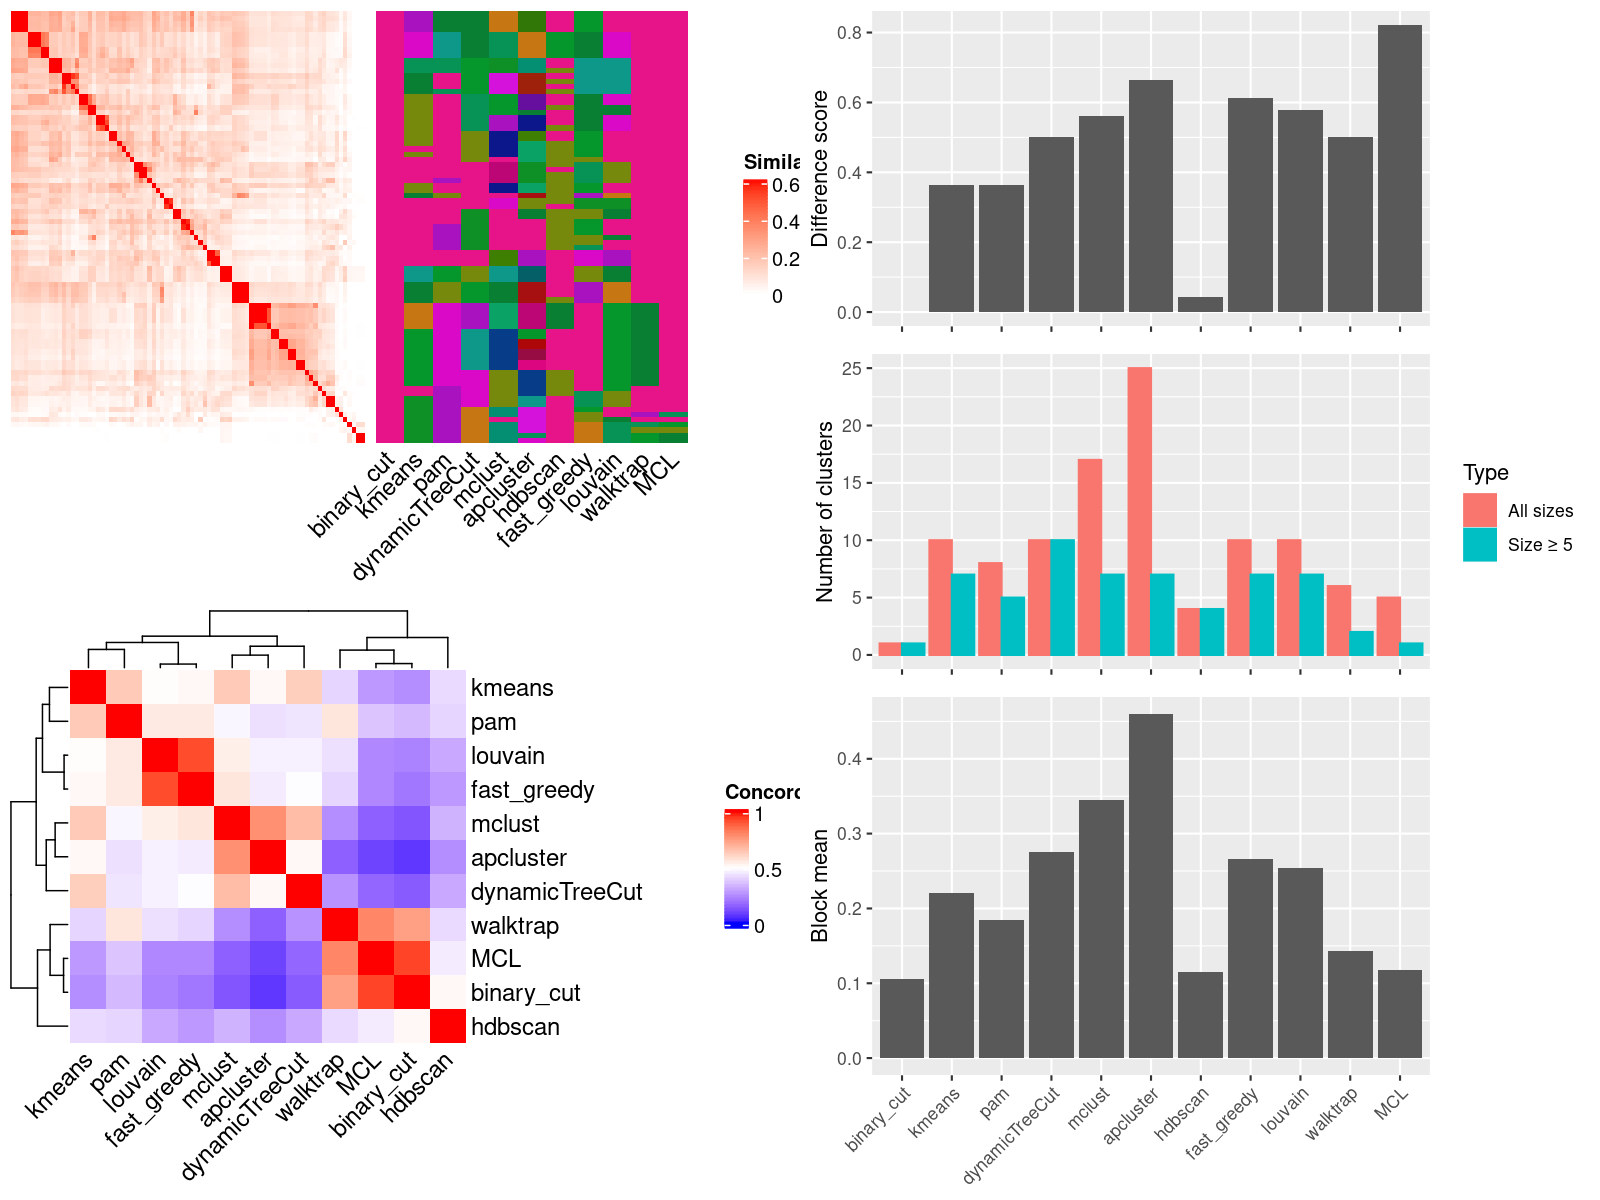 Simila
0.6
0.4
0.2
0
binary_cut
kmeans
pam
dynamicTreeCut
mclust
apcluster
hdbscan
fast_greedy
louvain
walktrap
MCL
kmeans
pam
louvain
fast_greedy
mclust
apcluster
dynamicTreeCut
walktrap
MCL
binary_cut
hdbscan
kmeans
pam
louvain
fast_greedy
mclust
apcluster
dynamicTreeCut
walktrap
MCL
binary_cut
hdbscan
Concord
1
0.5
0
Difference score
0.8
0.6
0.4
0.2
0.0
Number of clusters
25
20
15
10
5
0
Type
All sizes
Size ≥ 5
Block mean
0.4
0.3
0.2
0.1
0.0
binary_cut
kmeans
pam
dynamicTreeCut
mclust
apcluster
hdbscan
fast_greedy
louvain
walktrap
MCL